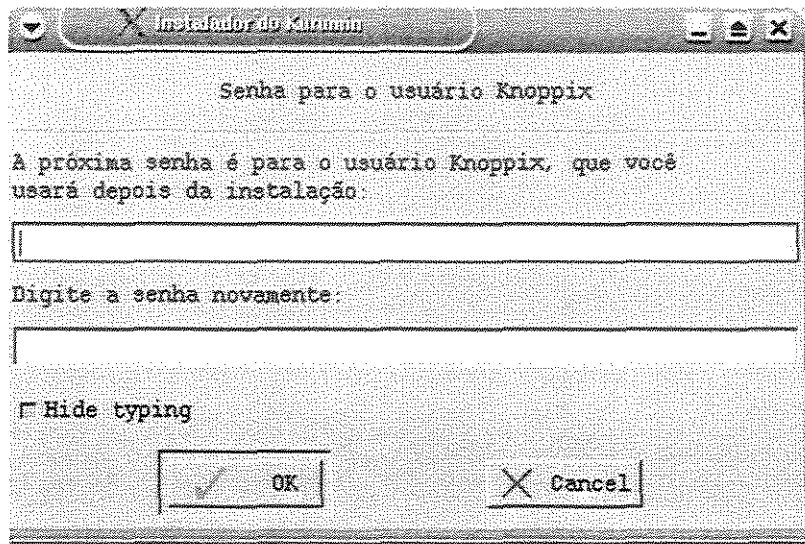 Instalador do Kurumin
Senha para o usuário Knoppix
A próxima senha é para o usuário Knoppix, que você
usará depois da instalação:
Digite a senha novamente:
Hide typing
OK
Cancel